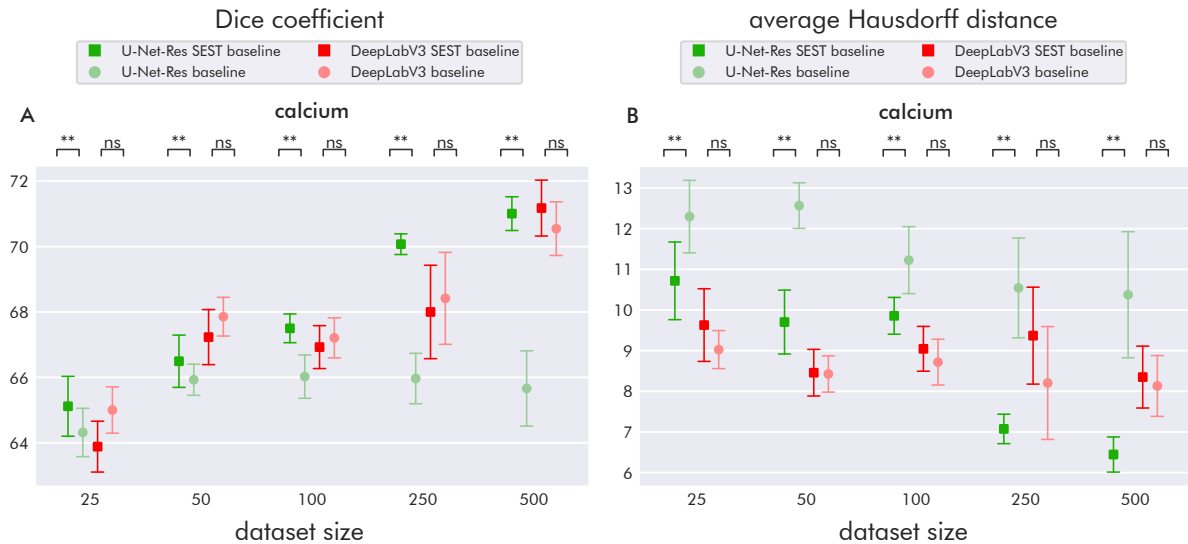 Dice coefficient
U-Net-Res SEST baseline
DeepLabV3 SEST baseline
U-Net-Res baseline
DeepLabV3 baseline
A
calcium
** ns ** ns ** ns ** ns ** ns
72
70
68
66
64
25 50 100 250 500
dataset size
average Hausdorff distance
U-Net-Res SEST baseline
DeepLabV3 SEST baseline
U-Net-Res baseline
DeepLabV3 baseline
B
calcium
** ns ** ns ** ns ** ns ** ns
13
12
11
10
9
8
7
6
25 50 100 250 500
dataset size